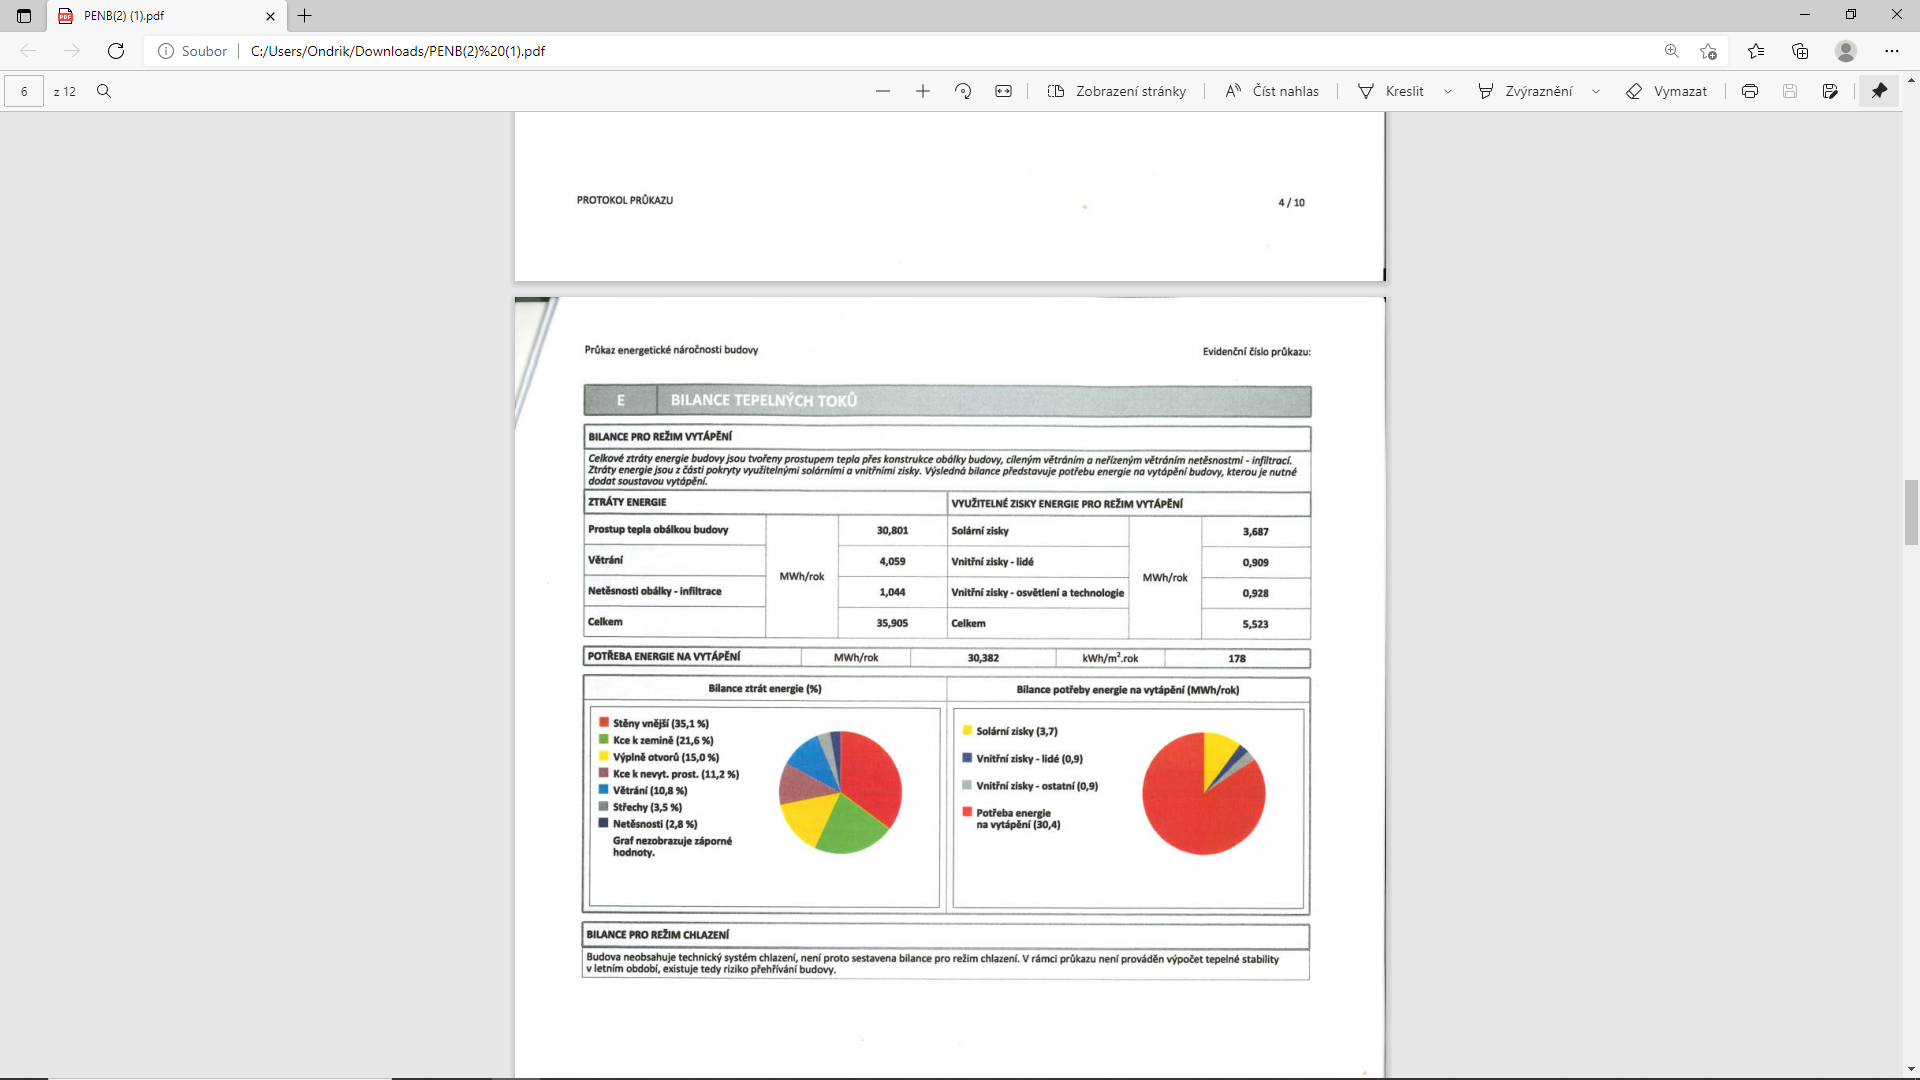 PENB(2) (1).pdf
Soubor
C:/Users/Ondrik/Downloads/PENB(2)%20(1).pdf
6 z 12
Zobrazení stránky
Číst nahlas
Kreslit
Zvýraznění
Vymazat
PROTOKOL PRŮKAZU
4 / 10
Průkaz energetické náročnosti budovy
Evidenční číslo průkazu:
E BILANCE TEPELNÝCH TOKŮ
BILANCE PRO REŽIM VYTÁPĚNÍ
Celkové ztráty energie budovy jsou tvořeny prostupem tepla přes konstrukce obálky budovy, cíleným větráním a neřízeným větráním netěsnostmi - infiltrací.
Ztráty energie jsou z části pokryty využitelnými solárními a vnitřními zisky. Výsledná bilance představuje potřebu energie na vytápění budovy, kterou je nutné
dodat soustavou vytápění.
ZTRÁTY ENERGIE
VYUŽITELNÉ ZISKY ENERGIE PRO REŽIM VYTÁPĚNÍ
Prostup tepla obálkou budovy 30,801 Solární zisky 3,687
Větrání 4,059 Vnitřní zisky - lidé 0,909
MWh/rok MWh/rok
Netěsnosti obálky - infiltrace 1,044 Vnitřní zisky - osvětlení a technologie 0,928
Celkem 35,905 Celkem 5,523
POTŘEBA ENERGIE NA VYTÁPĚNÍ MWh/rok 30,382 kWh/m².rok 178
Bilance ztrát energie (%)
Stěny vnější (35,1 %)
Kce k zemině (21,6 %)
Výplně otvorů (15,0 %)
Kce k nevyt. prost. (11,2 %)
Větrání (10,8 %)
Střechy (3,5 %)
Netěsnosti (2,8 %)
Graf nezobrazuje záporné
hodnoty.
Bilance potřeby energie na vytápění (MWh/rok)
Solární zisky (3,7)
Vnitřní zisky - lidé (0,9)
Vnitřní zisky - ostatní (0,9)
Potřeba energie
na vytápění (30,4)
BILANCE PRO REŽIM CHLAZENÍ
Budova neobsahuje technický systém chlazení, není proto sestavena bilance pro režim chlazení. V rámci průkazu není prováděn výpočet tepelné stability
v letním období, existuje tedy riziko přehřívání budovy.